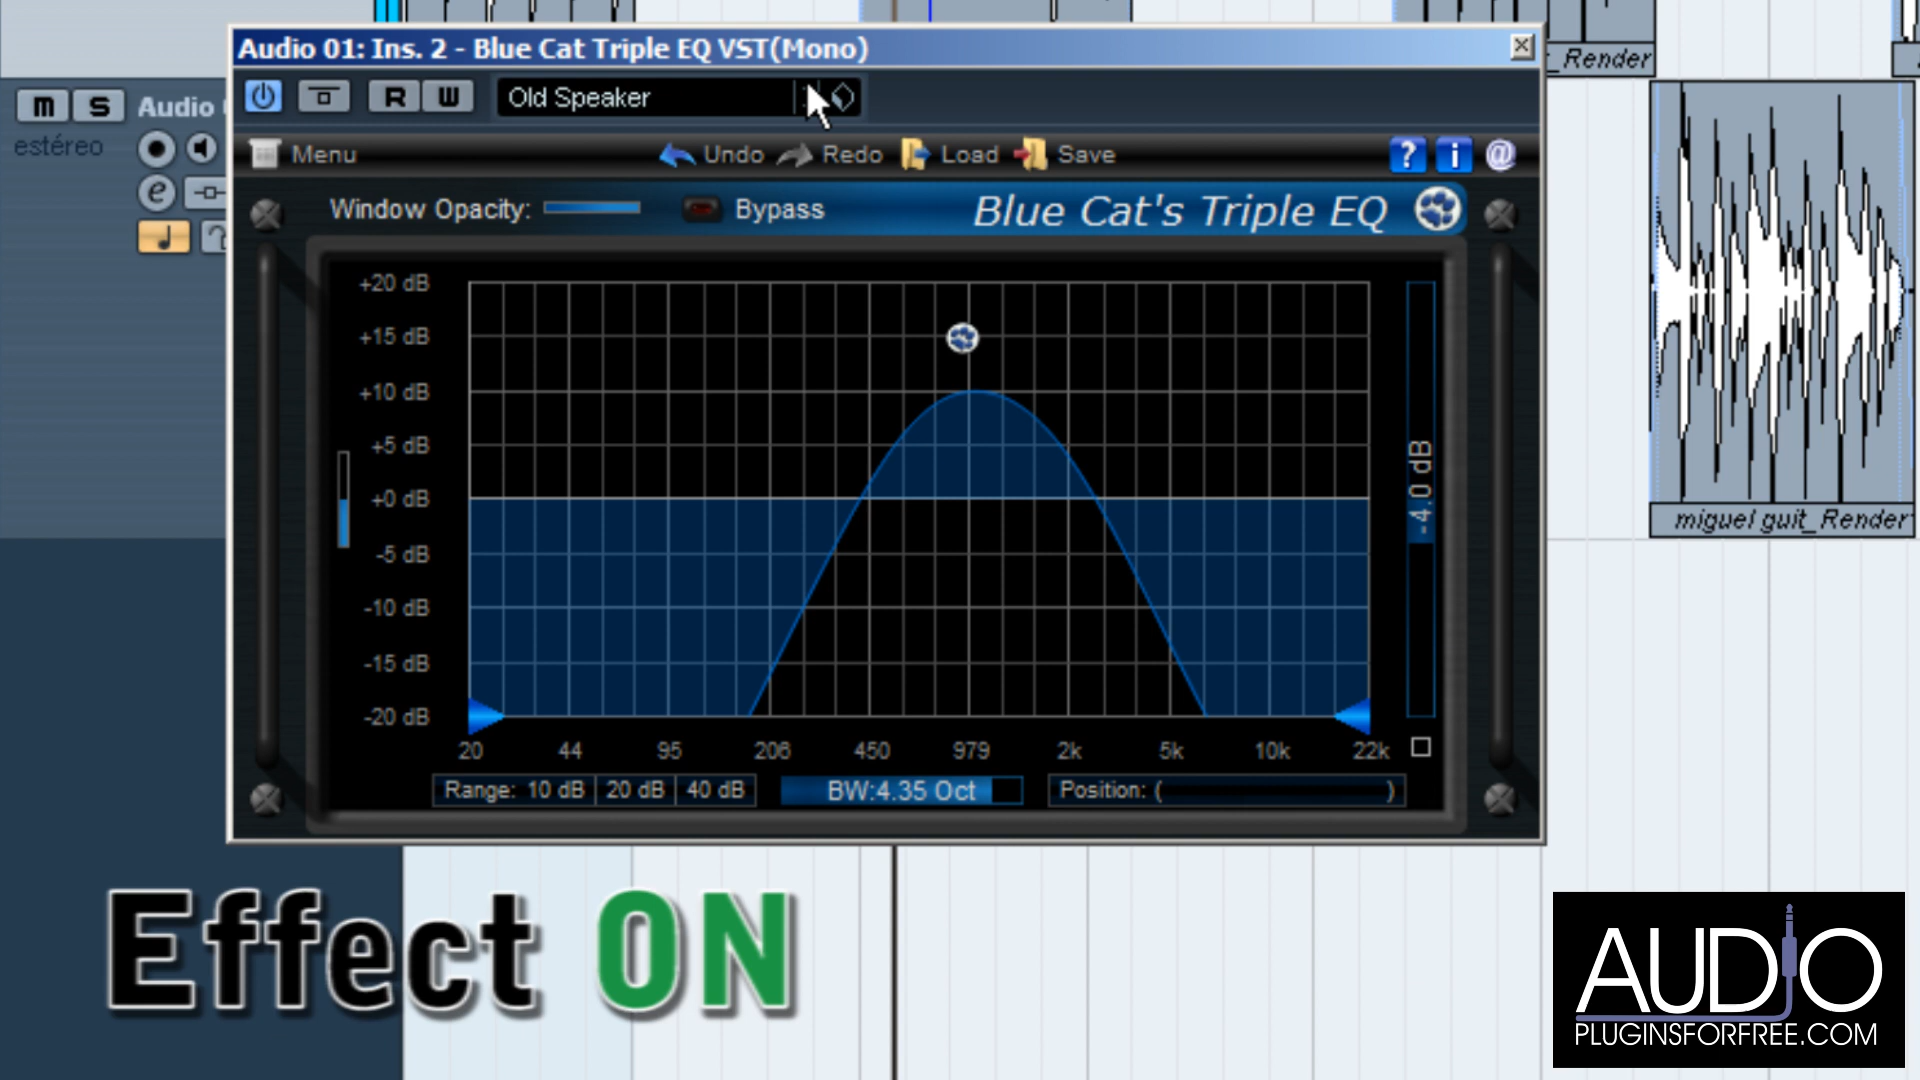 Audio 01: Ins. 2 - Blue Cat Triple EQ VST(Mono)
_Render
M S Audio
R W Old Speaker
estéreo
e
Menu Undo Redo Load Save ? i @
Window Opacity: Bypass Blue Cat's Triple EQ
+20 dB
+15 dB
+10 dB
+5 dB
+0 dB
-5 dB
-10 dB
-15 dB
-20 dB
-4.0 dB
20 44 95 206 450 979 2k 5k 10k 22k
Range: 10 dB 20 dB 40 dB BW:4.35 Oct Position: ( )
miguel guit_Render
Effect ON
AUDIO
PLUGINSFORFREE.COM